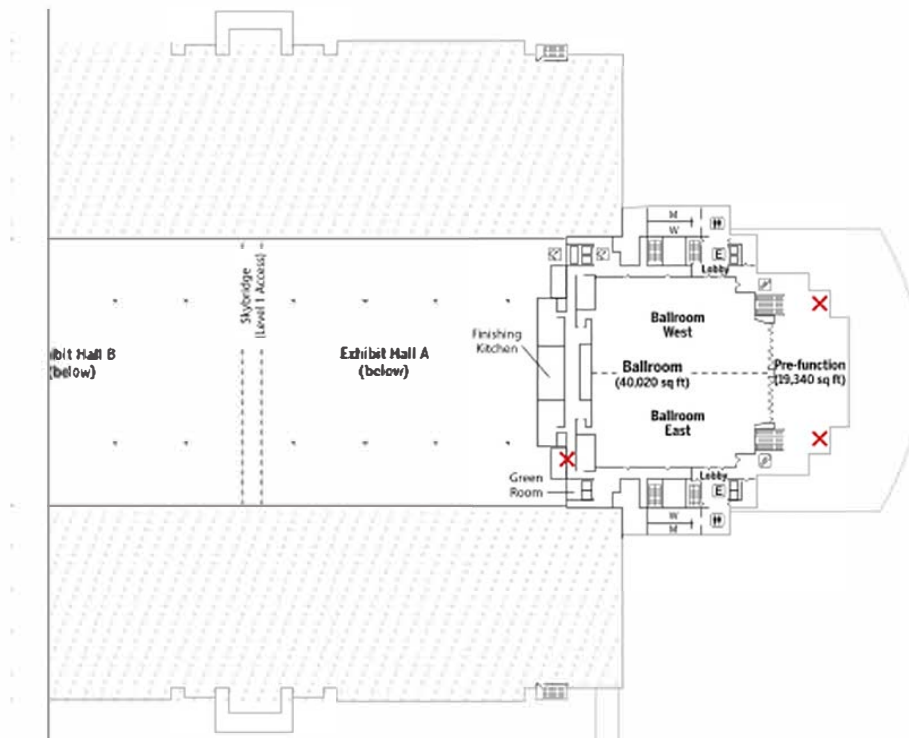 M
W
E
Lobby
Skybridge
(Level 1 Access)
Ballroom
West
Finishing
Kitchen
Exhibit Hall A
(below)
ibit Hall B
(below)
Ballroom
(40,020 sq ft)
Pre-function
(19,340 sq ft)
Ballroom
East
Lobby
Green
Room
E
W
M